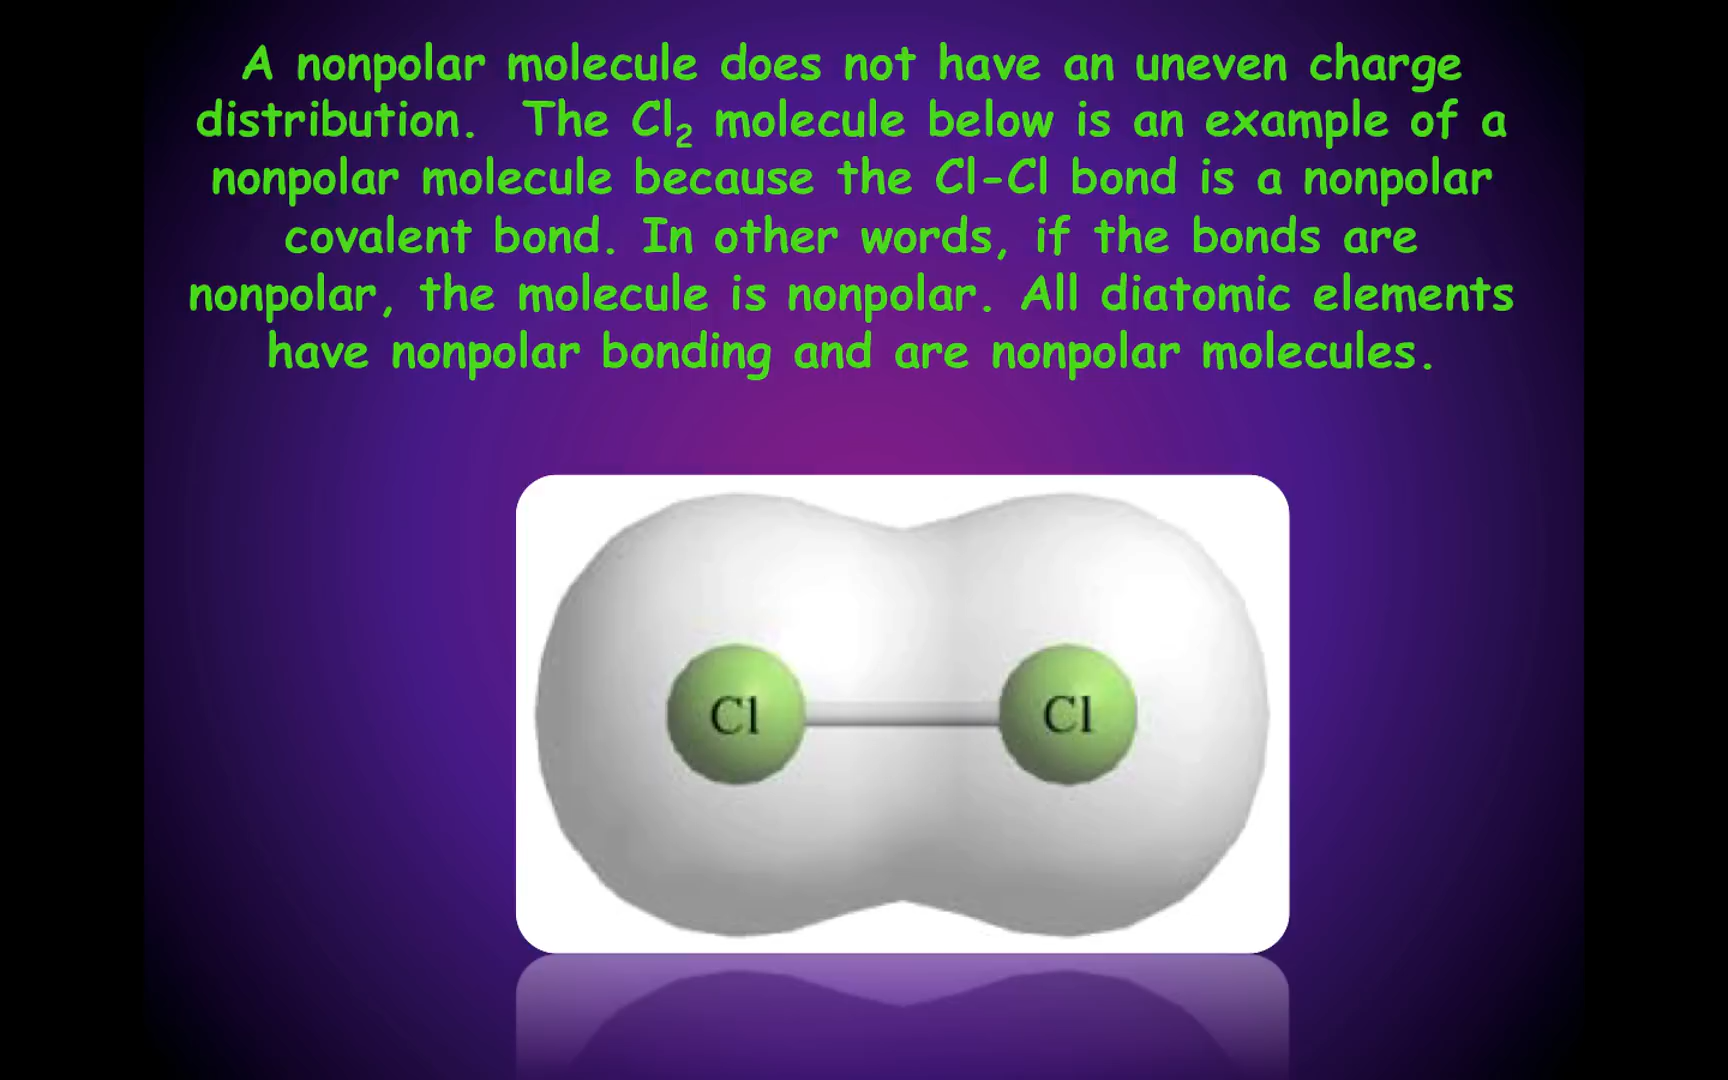 A nonpolar molecule does not have an uneven charge
distribution. The Cl₂ molecule below is an example of a
nonpolar molecule because the Cl-Cl bond is a nonpolar
covalent bond. In other words, if the bonds are
nonpolar, the molecule is nonpolar. All diatomic elements
have nonpolar bonding and are nonpolar molecules.
Cl Cl